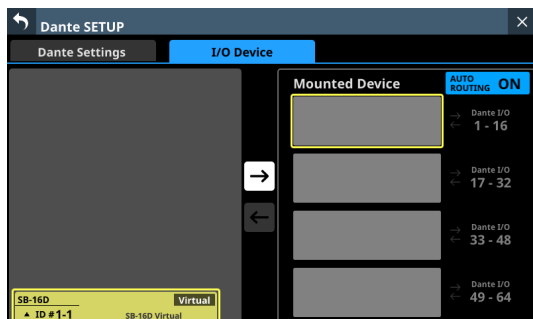 Dante SETUP
Dante Settings
I/O Device
Mounted Device
AUTO ROUTING ON
Dante I/O
1 - 16
Dante I/O
17 - 32
Dante I/O
33 - 48
Dante I/O
49 - 64
SB-16D Virtual
▲ ID #1-1 SB-16D Virtual